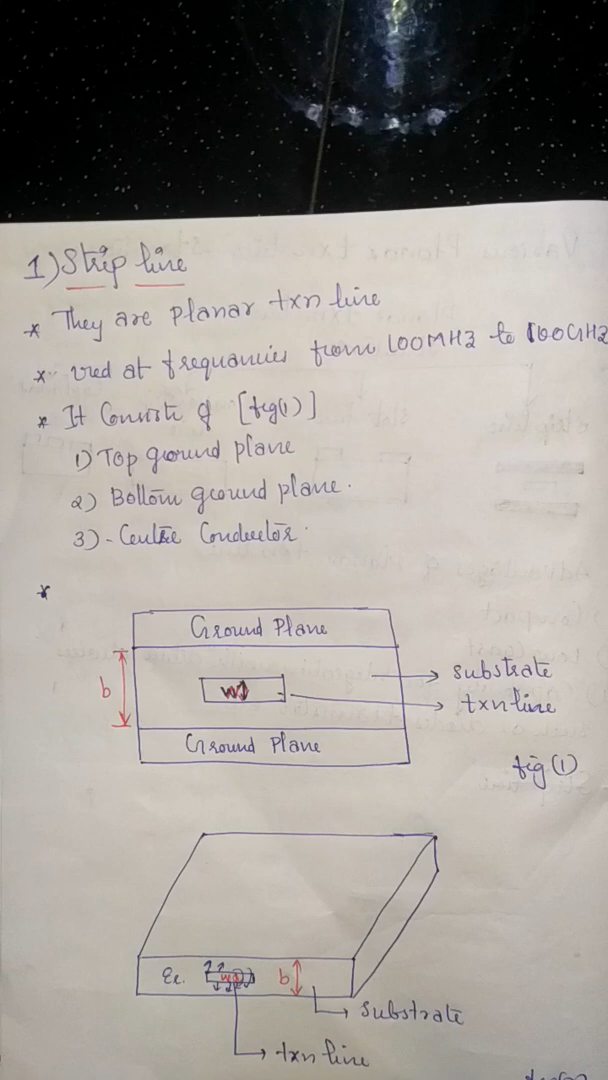 1) Strip line
* They are planar txn line
* used at frequancies from 100MHz to 100GHz
* It Consists of [fig(1)]
1) Top ground plane
2) Bottom ground plane.
3) - Centre Conductor.
*
Ground Plane
b
substrate
txn line
Ground Plane
fig (1)
Er.
b
substrate
txn line